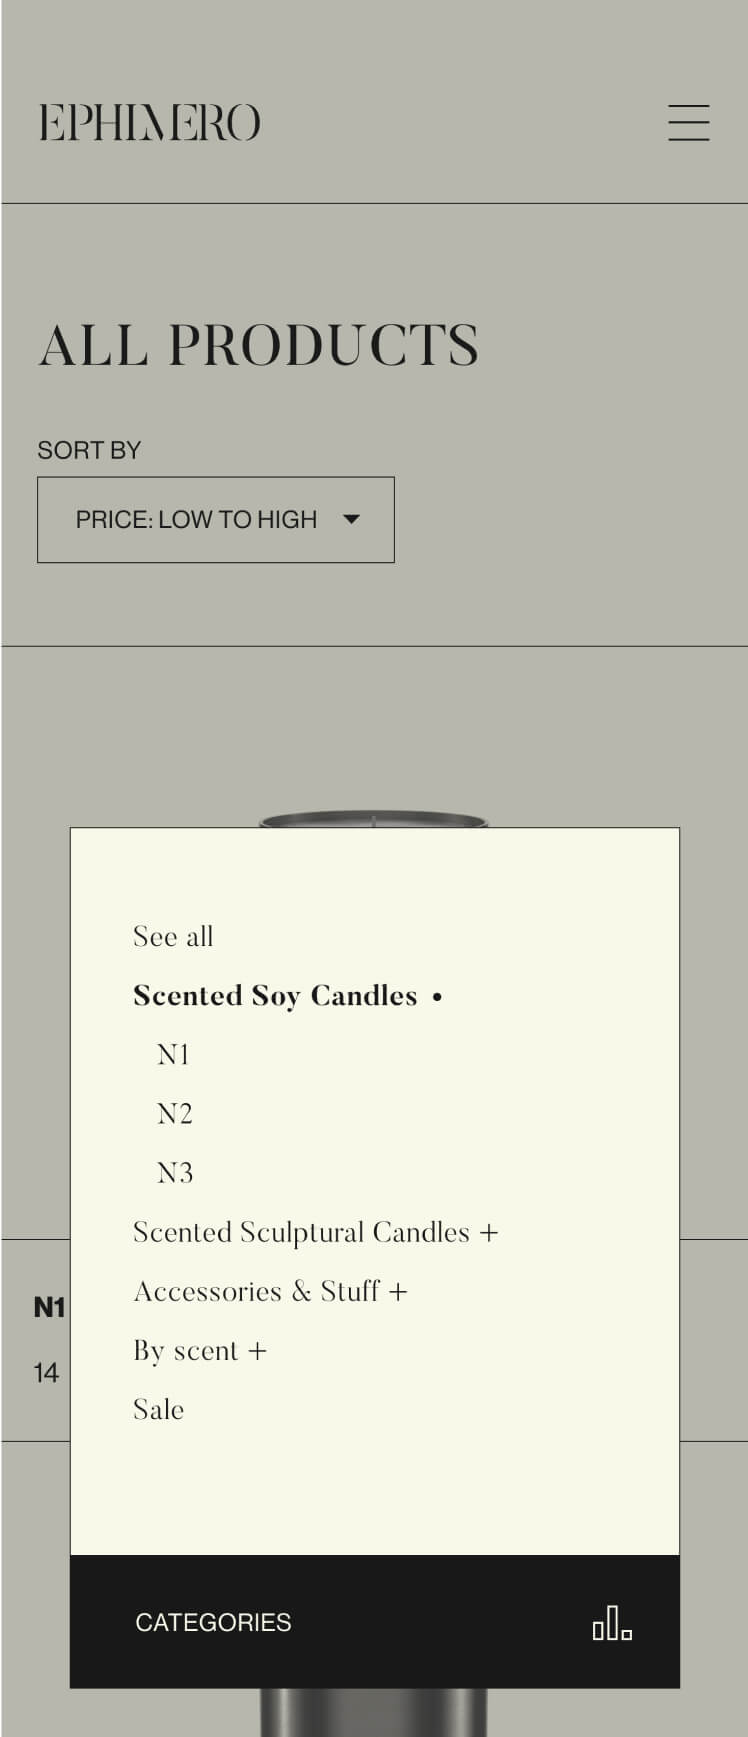 EPHINERO
ALL PRODUCTS
SORT BY
PRICE: LOW TO HIGH
See all
Scented Soy Candles •
N1
N2
N3
Scented Sculptural Candles +
N1
Accessories & Stuff +
By scent +
14
Sale
CATEGORIES